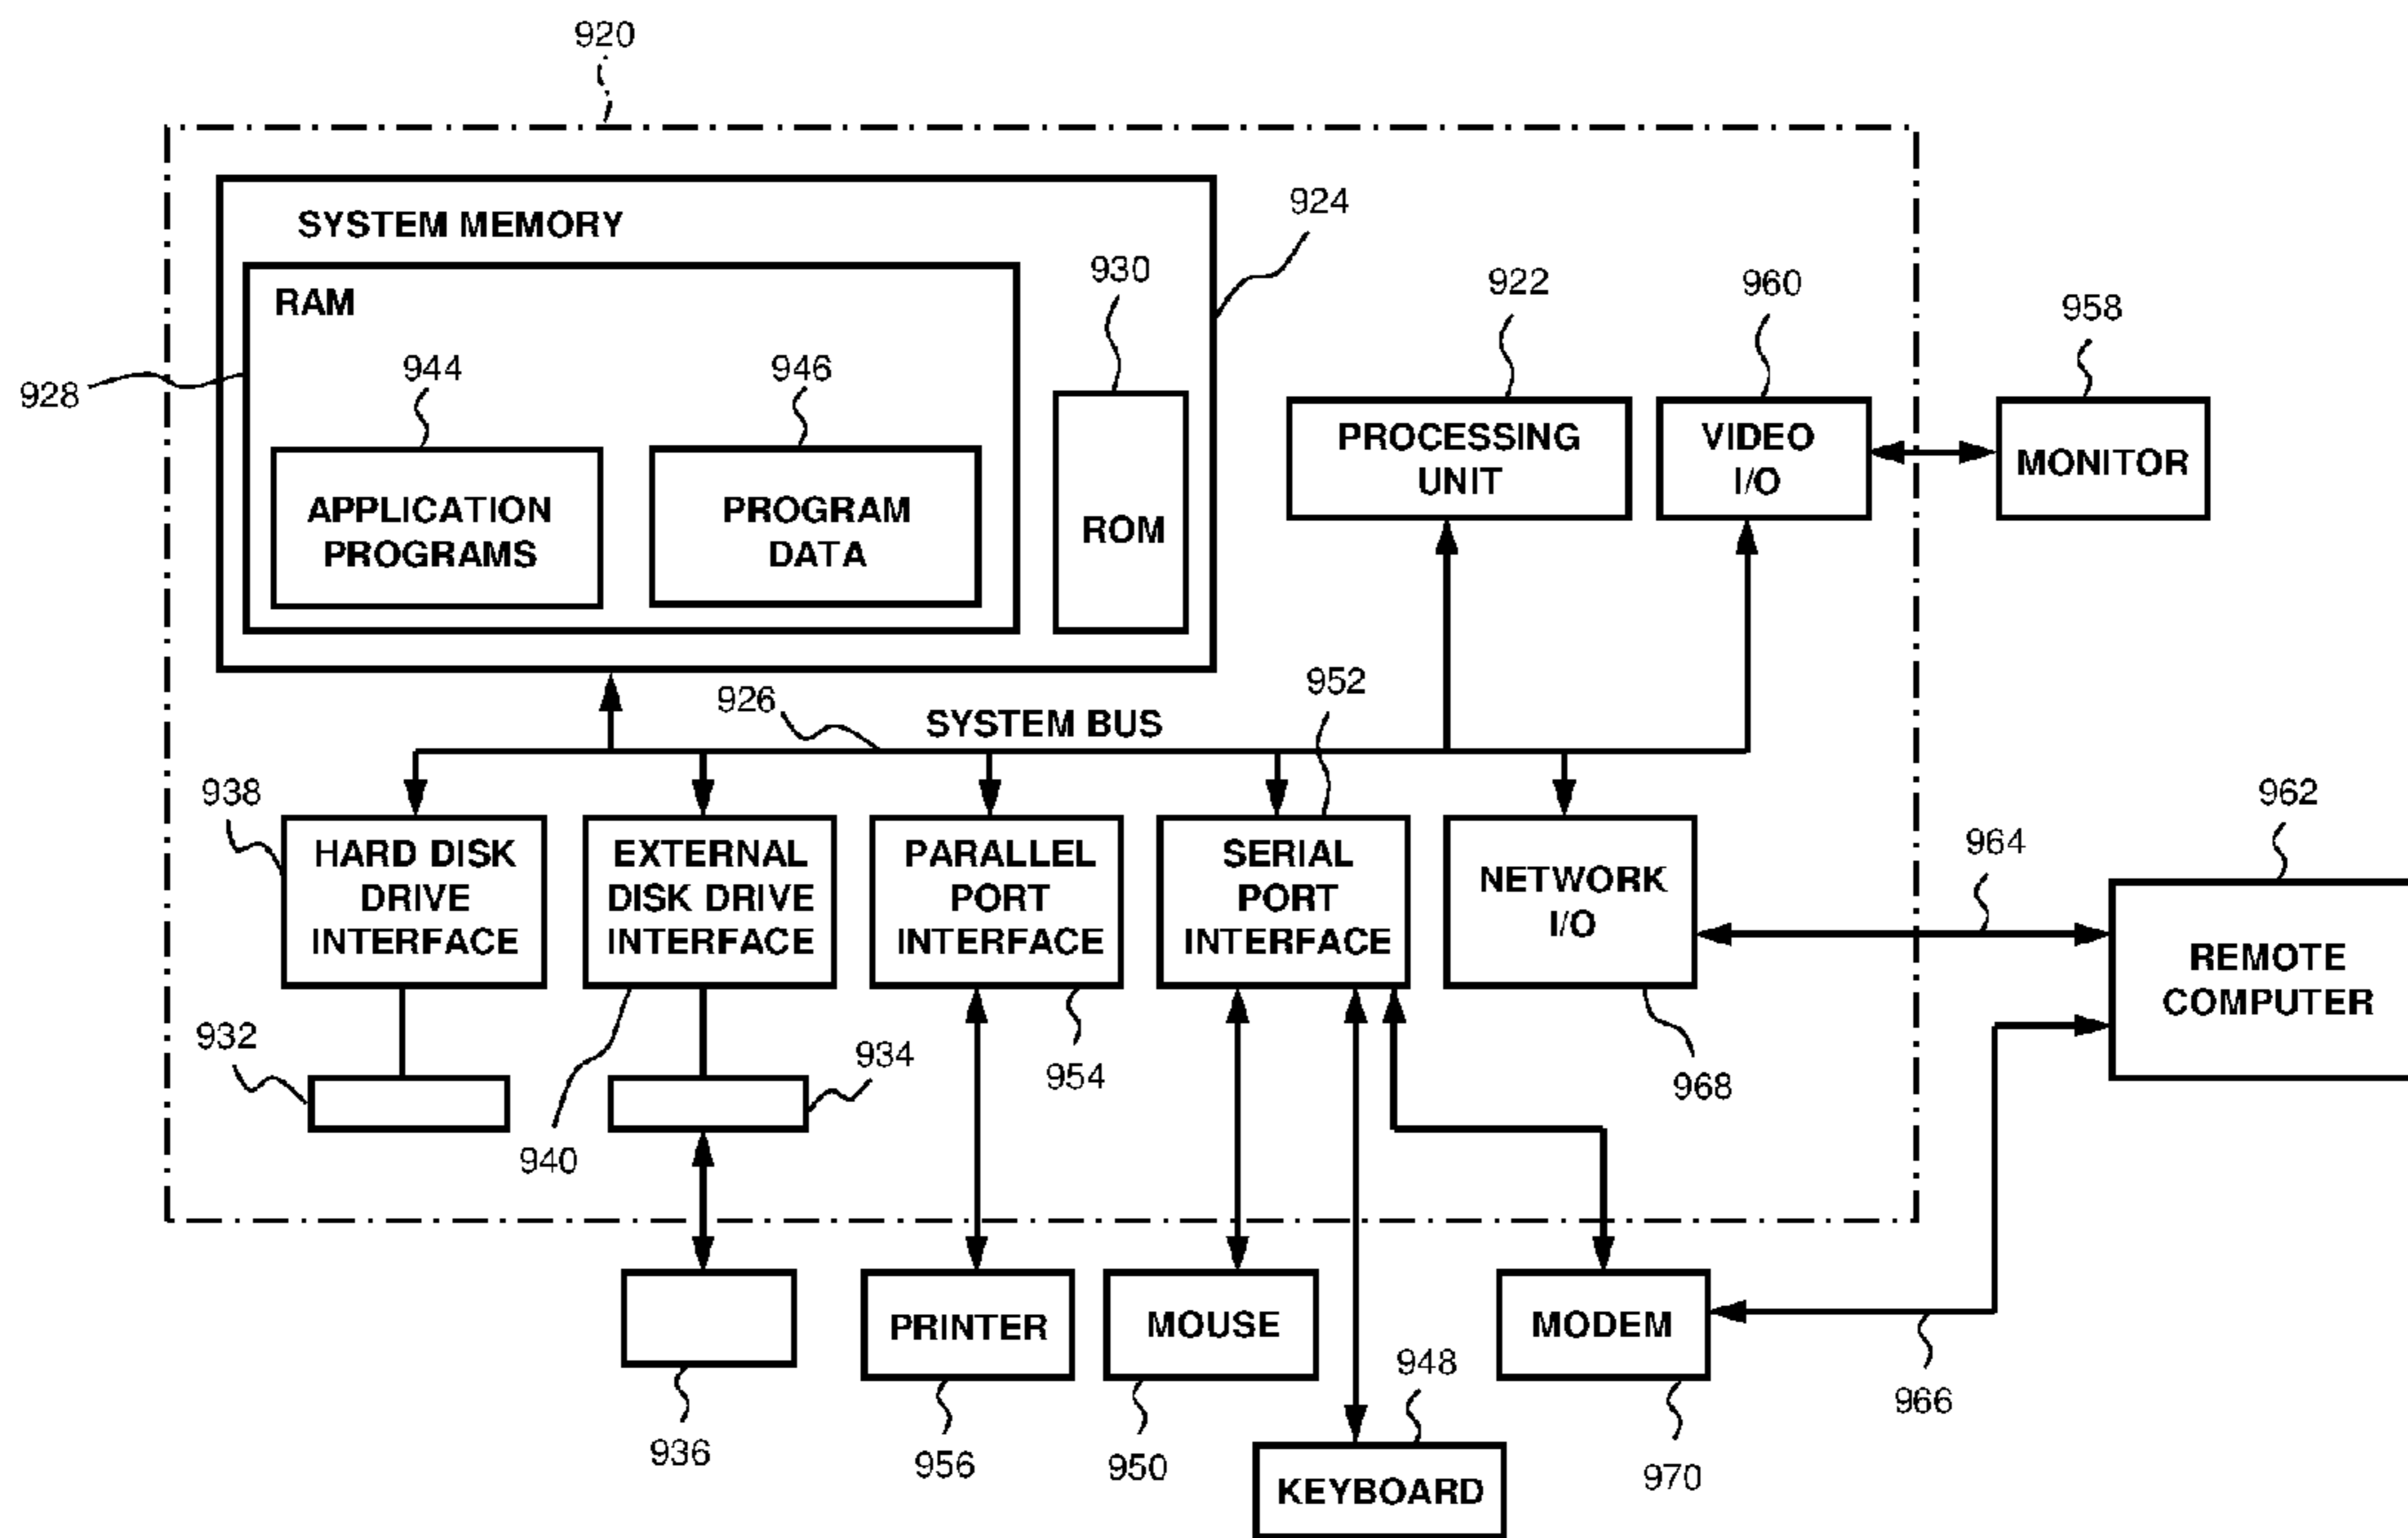 920
SYSTEM MEMORY
924
RAM
930
922
960
958
944
946
928
PROCESSING
UNIT
VIDEO
I/O
MONITOR
APPLICATION
PROGRAMS
PROGRAM
DATA
ROM
952
926
SYSTEM BUS
938
962
HARD DISK
DRIVE
INTERFACE
EXTERNAL
DISK DRIVE
INTERFACE
PARALLEL
PORT
INTERFACE
SERIAL
PORT
INTERFACE
NETWORK
I/O
964
REMOTE
COMPUTER
932
934
954
968
940
PRINTER
MOUSE
MODEM
948
966
936
956
950
970
KEYBOARD